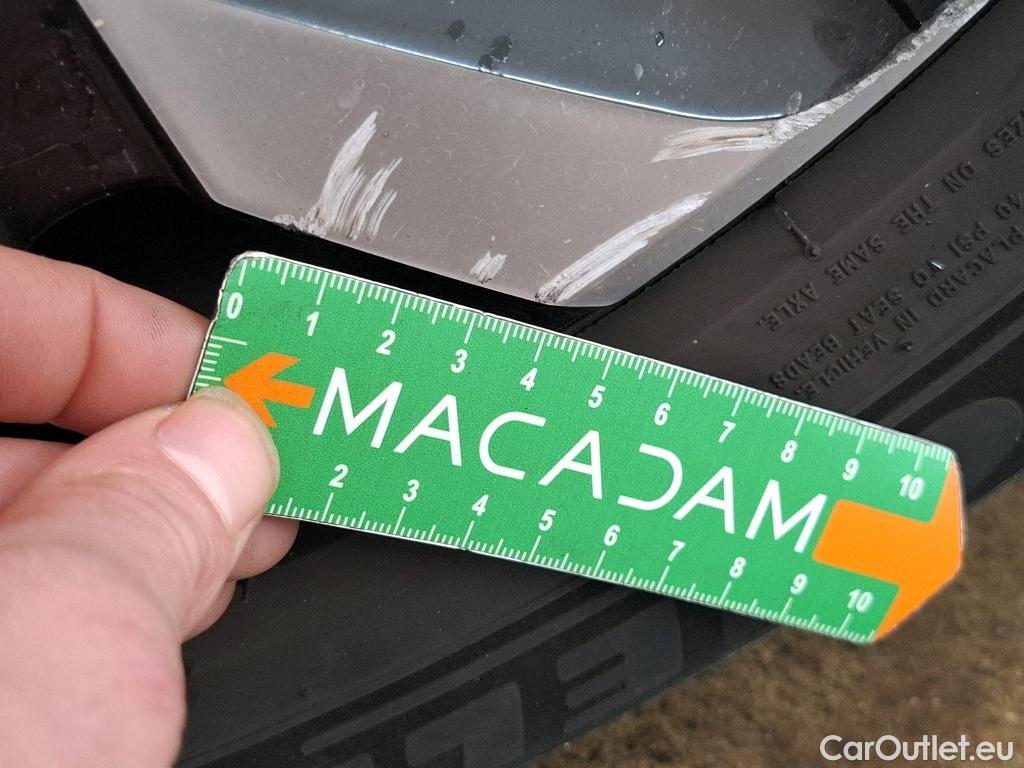 0 1 2 3 4 5 6 7 8 9 10
MACADAM
2 3 4 5 6 7 8 9 10
ZES ON THE SAME AXLE.
PLACARD IN VEHICLE.
40 PSI TO SEAT BEADS
CarOutlet.eu